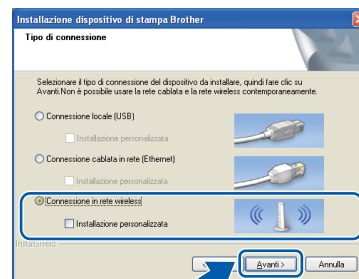 Installazione dispositivo di stampa Brother
Tipo di connessione
Selezionare il tipo di connessione del dispositivo da installare, quindi fare clic su
Avanti.Non è possibile usare la rete cablata e la rete wireless contemporaneamente.
Connessione locale (USB)
Installazione personalizzata
Connessione cablata in rete (Ethernet)
Installazione personalizzata
Connessione in rete wireless
Installazione personalizzata
Avanti >
Annulla